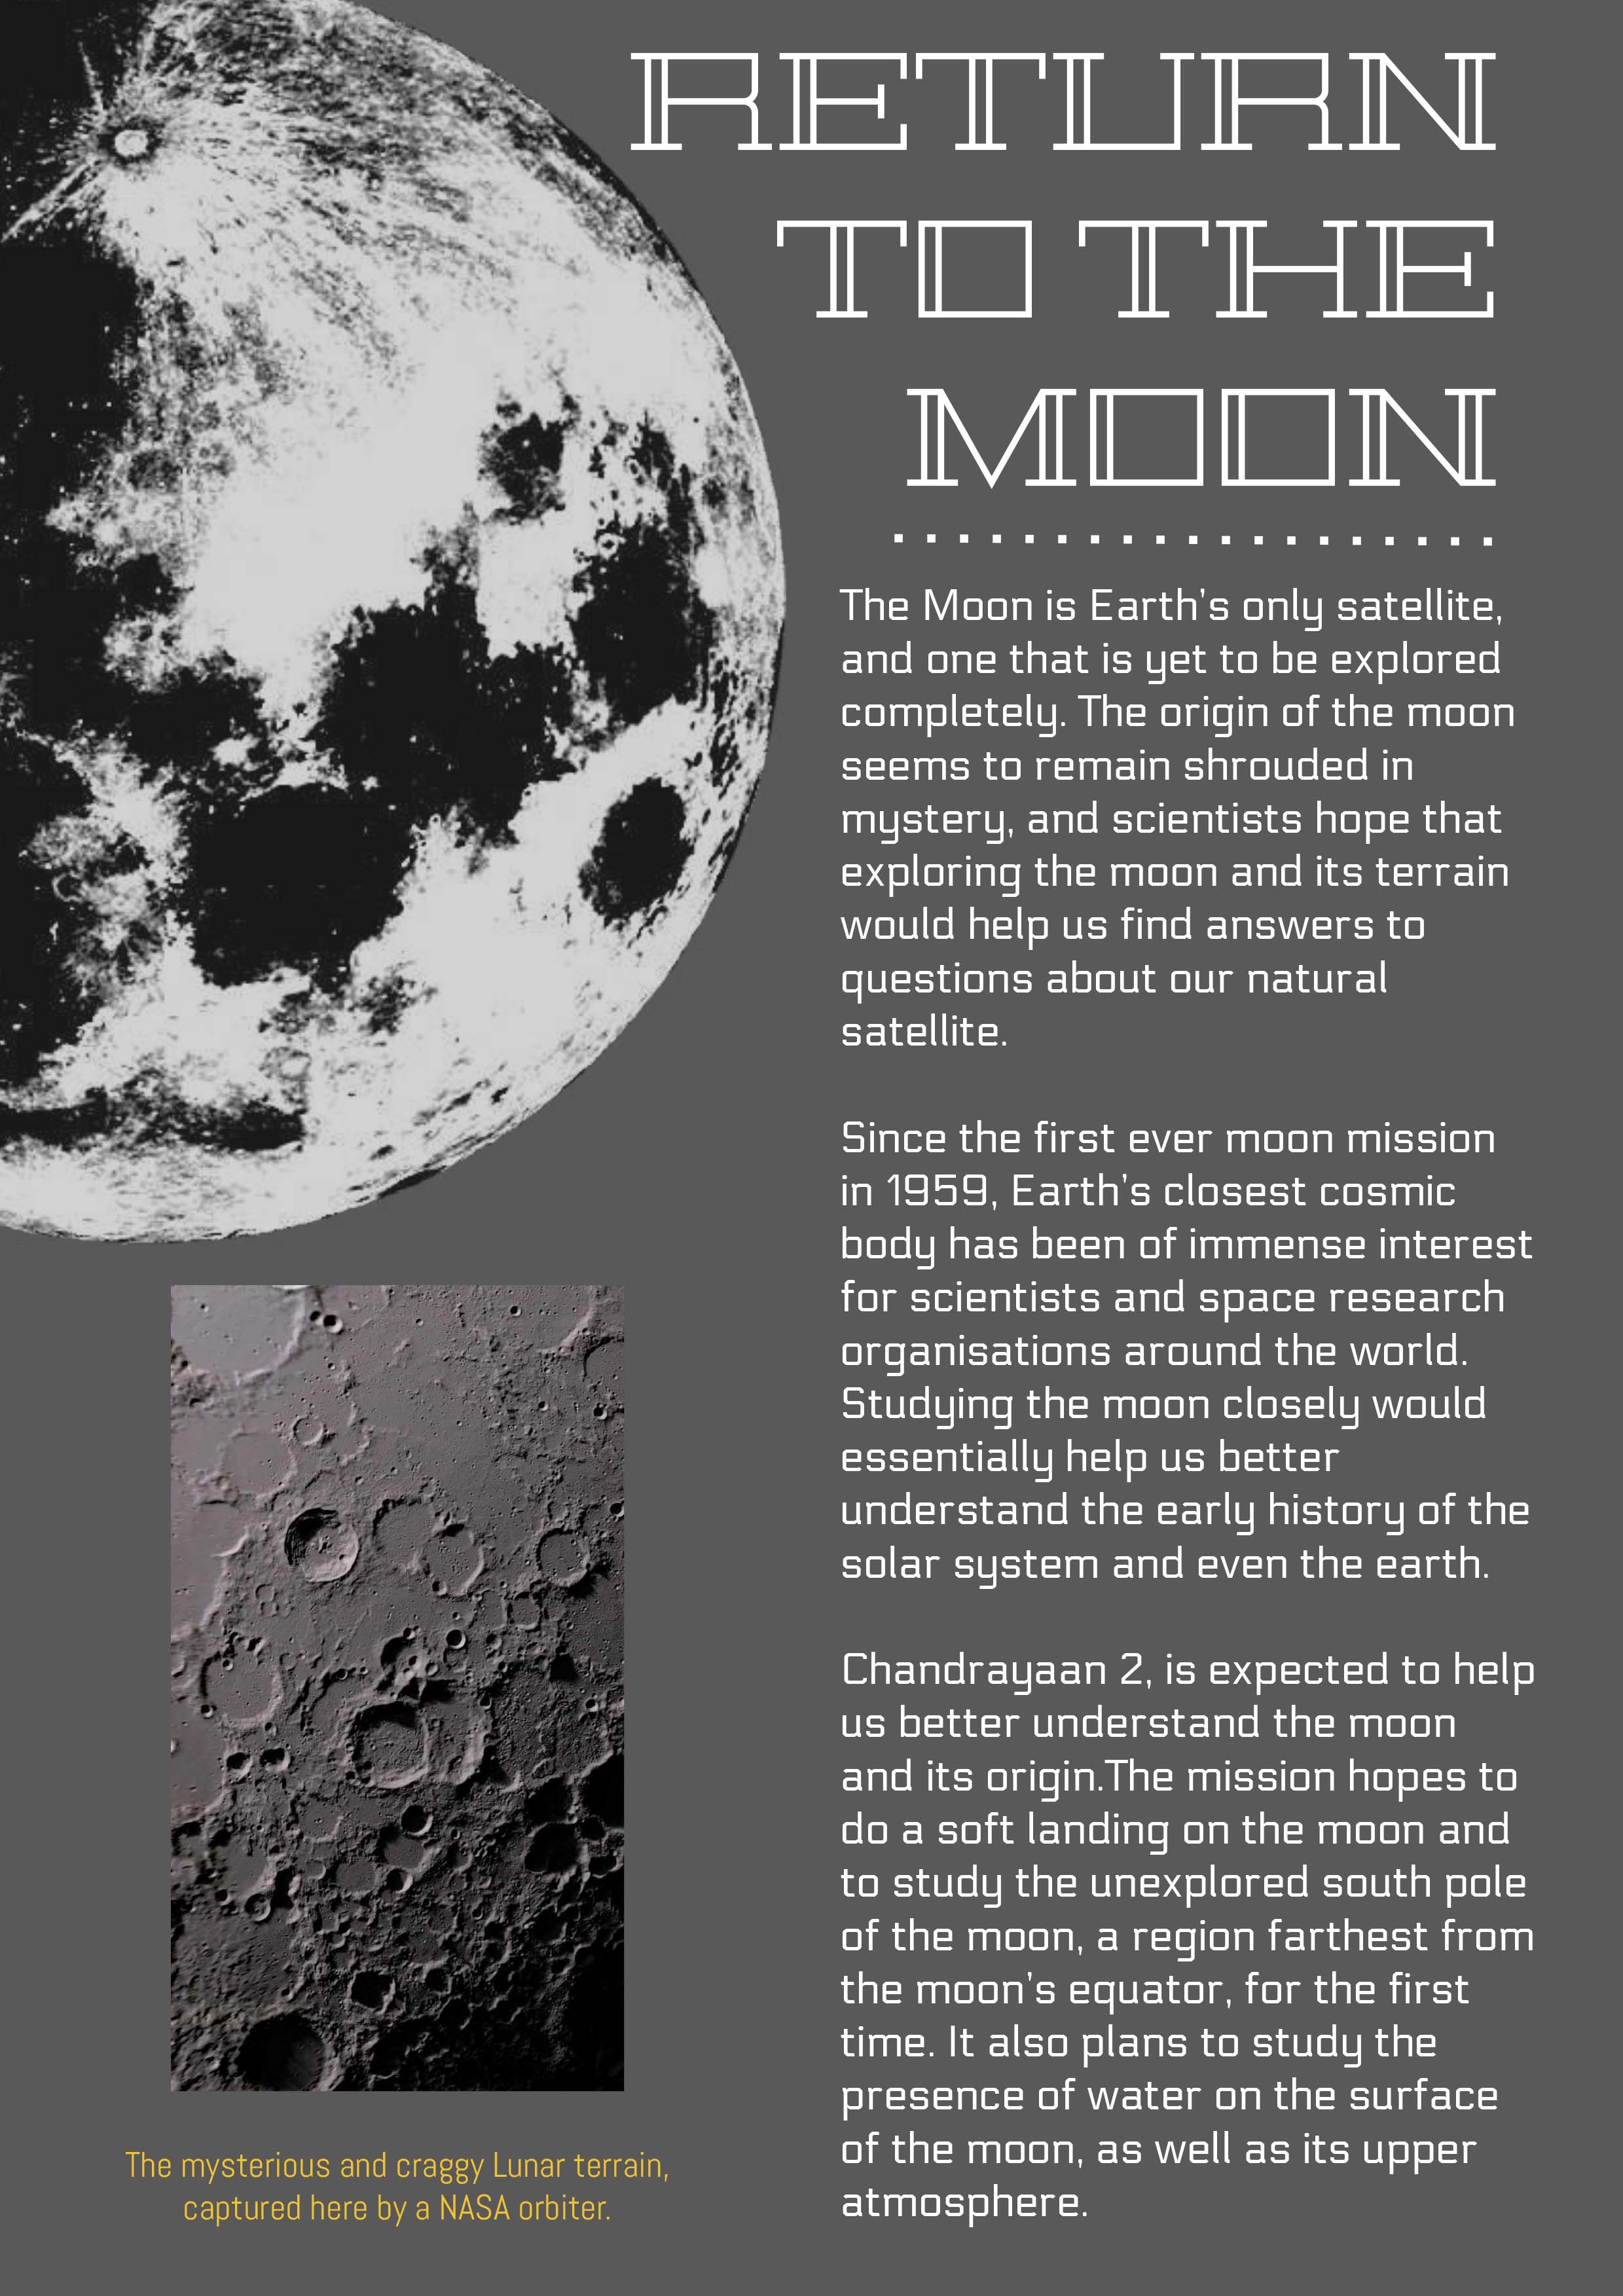 RETURN
TO THE
MOON
The Moon is Earth's only satellite,
and one that is yet to be explored
completely. The origin of the moon
seems to remain shrouded in
mystery, and scientists hope that
exploring the moon and its terrain
would help us find answers to
questions about our natural
satellite.
Since the first ever moon mission
in 1959, Earth's closest cosmic
body has been of immense interest
for scientists and space research
organisations around the world.
Studying the moon closely would
essentially help us better
understand the early history of the
solar system and even the earth.
Chandrayaan 2, is expected to help
us better understand the moon
and its origin.The mission hopes to
do a soft landing on the moon and
to study the unexplored south pole
of the moon, a region farthest from
the moon's equator, for the first
time. It also plans to study the
presence of water on the surface
of the moon, as well as its upper
atmosphere.
The mysterious and craggy Lunar terrain,
captured here by a NASA orbiter.